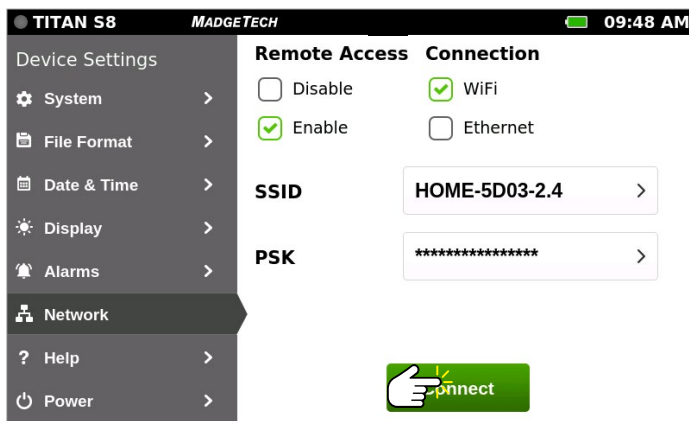 TITAN S8 MADGETECH 09:48 AM
Device Settings
System
File Format
Date & Time
Display
Alarms
Network
? Help
Power
Remote Access Connection
Disable WiFi
Enable Ethernet
SSID HOME-5D03-2.4
PSK ****************
Connect